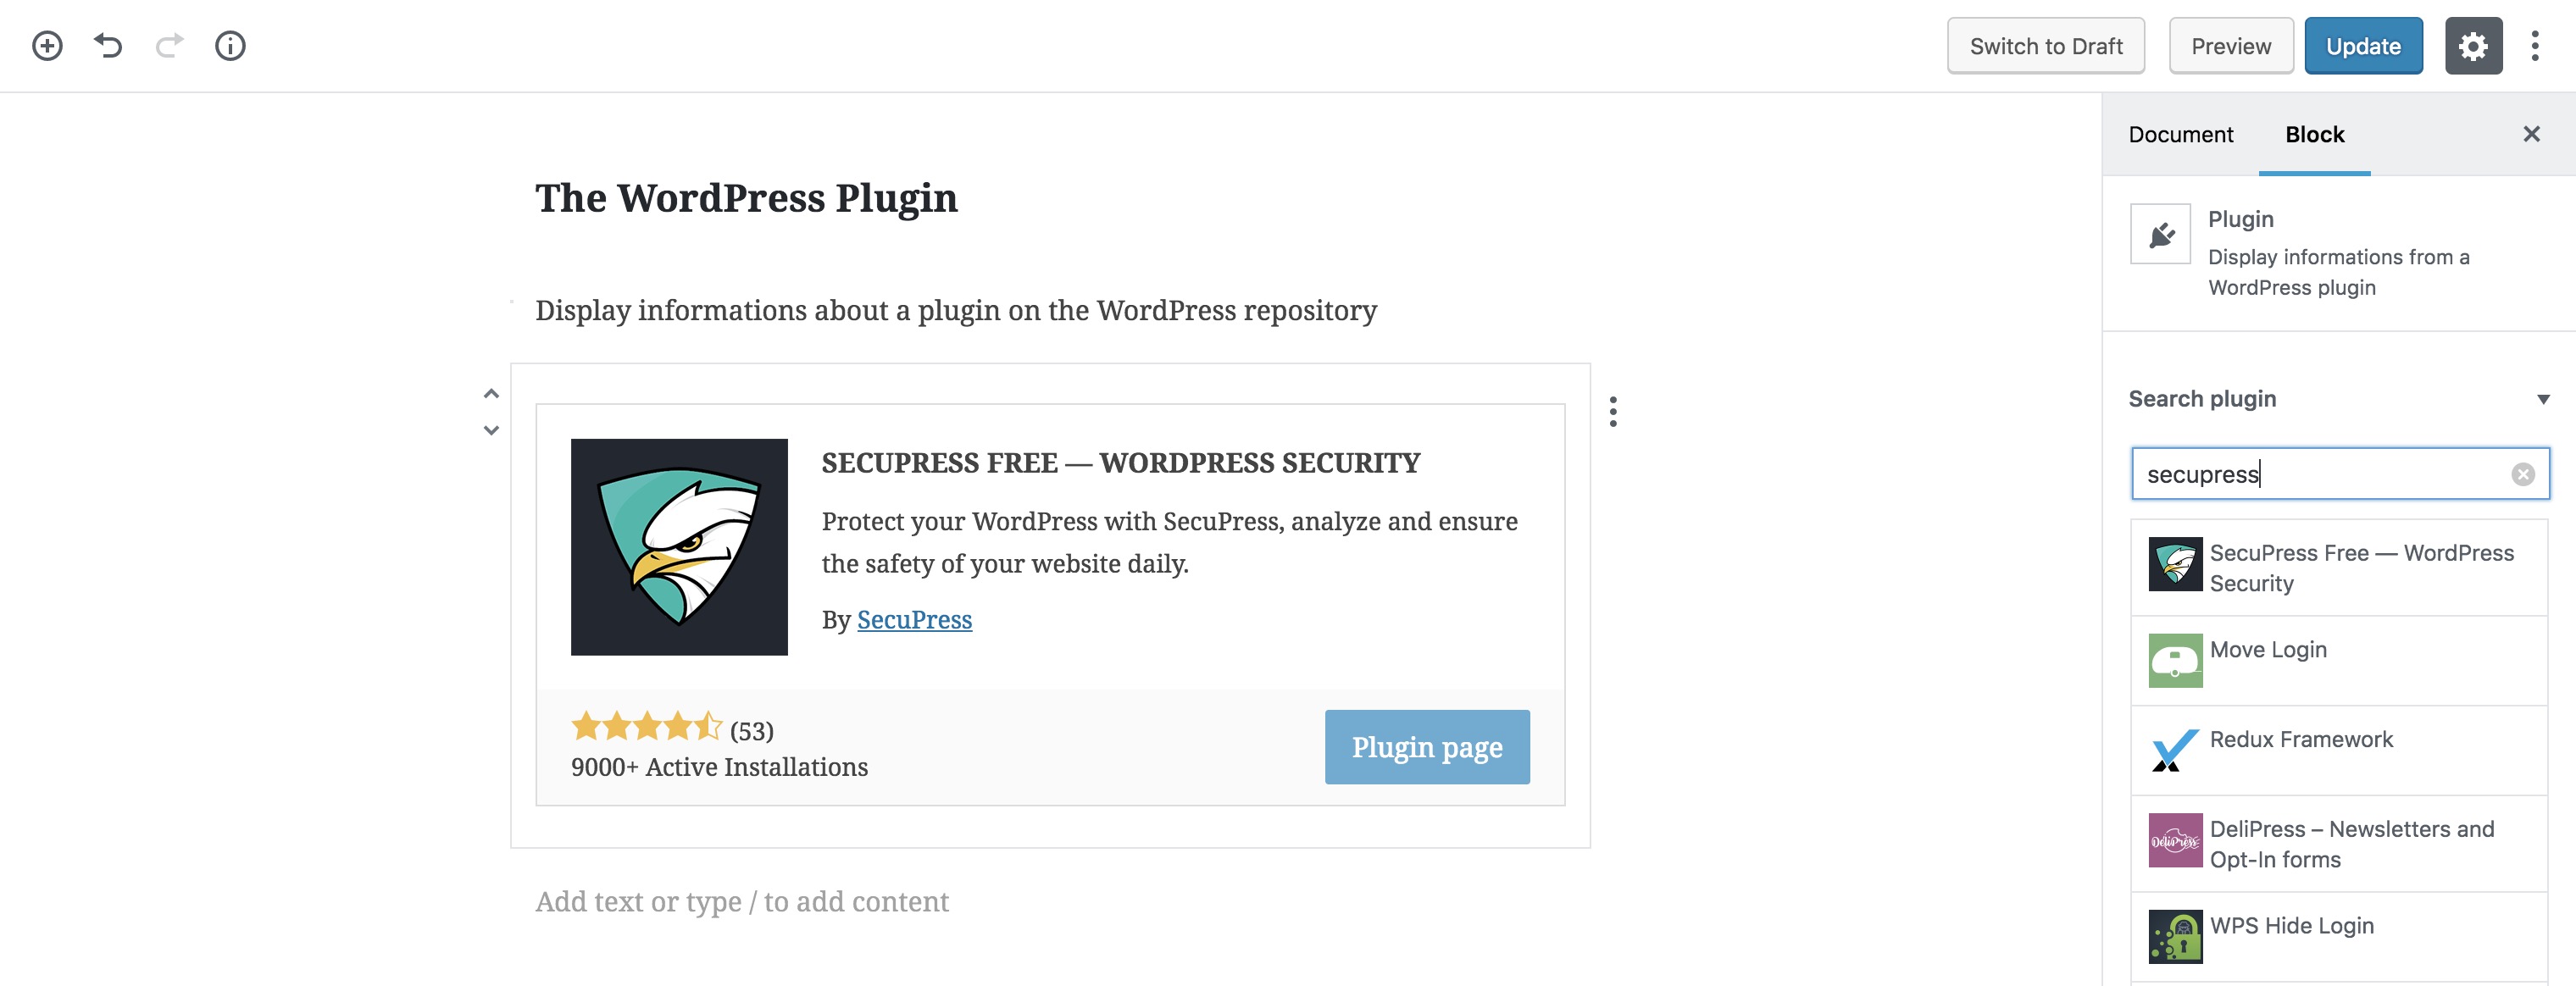 Switch to Draft
Preview
Update
Document
Block
The WordPress Plugin
Display informations about a plugin on the WordPress repository
SECUPRESS FREE — WORDPRESS SECURITY
Protect your WordPress with SecuPress, analyze and ensure
the safety of your website daily.
By SecuPress
(53)
9000+ Active Installations
Plugin page
Add text or type / to add content
Plugin
Display informations from a
WordPress plugin
Search plugin
secupress
SecuPress Free — WordPress
Security
Move Login
Redux Framework
DeliPress
DeliPress – Newsletters and
Opt-In forms
WPS Hide Login